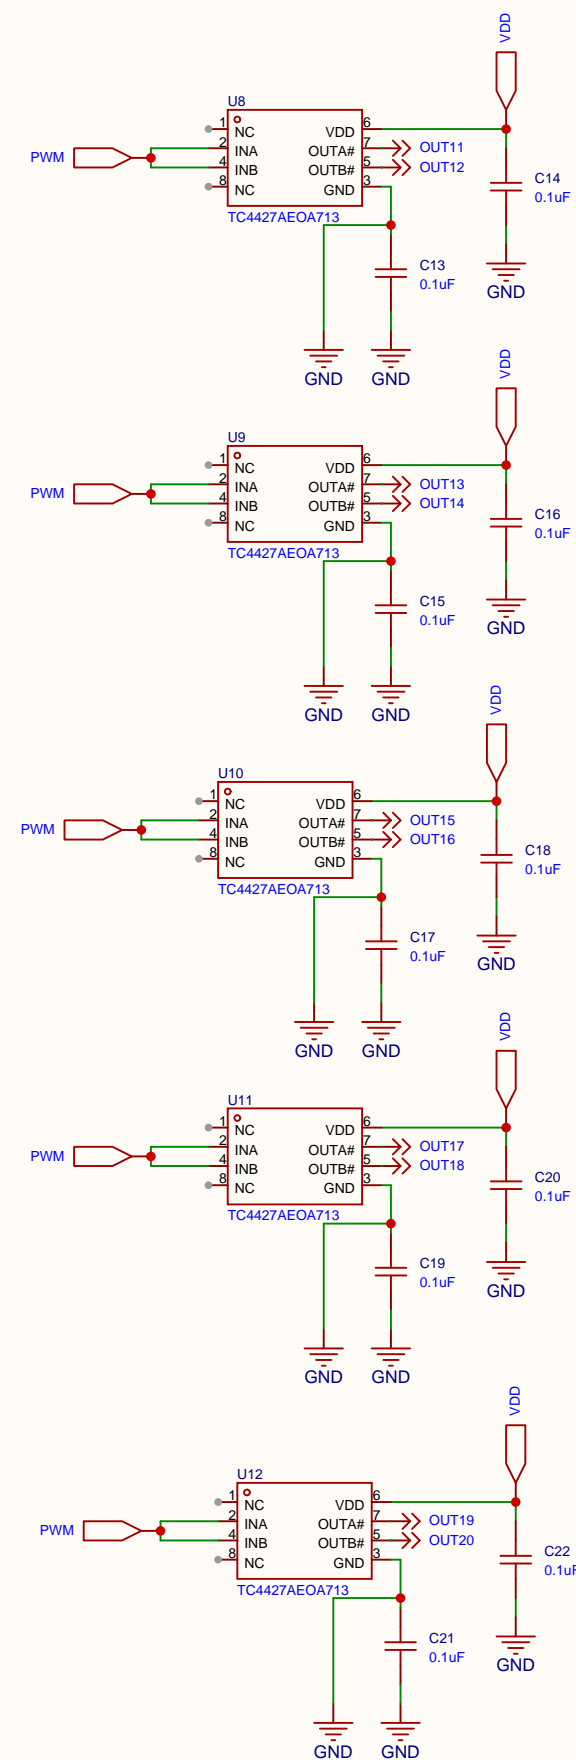 VDD
U8
1 NC VDD 6
PWM 2 INA OUTA# 7 OUT11
4 INB OUTB# 5 OUT12
8 NC GND 3
TC4427AEOA713
C14
0.1uF
C13
0.1uF
GND
GND GND
VDD
U9
1 NC VDD 6
PWM 2 INA OUTA# 7 OUT13
4 INB OUTB# 5 OUT14
8 NC GND 3
TC4427AEOA713
C16
0.1uF
C15
0.1uF
GND
GND GND
VDD
U10
1 NC VDD 6
PWM 2 INA OUTA# 7 OUT15
4 INB OUTB# 5 OUT16
8 NC GND 3
TC4427AEOA713
C18
0.1uF
C17
0.1uF
GND
GND GND
VDD
U11
1 NC VDD 6
PWM 2 INA OUTA# 7 OUT17
4 INB OUTB# 5 OUT18
8 NC GND 3
TC4427AEOA713
C20
0.1uF
C19
0.1uF
GND
GND GND
VDD
U12
1 NC VDD 6
PWM 2 INA OUTA# 7 OUT19
4 INB OUTB# 5 OUT20
8 NC GND 3
TC4427AEOA713
C22
0.1uF
C21
0.1uF
GND
GND GND